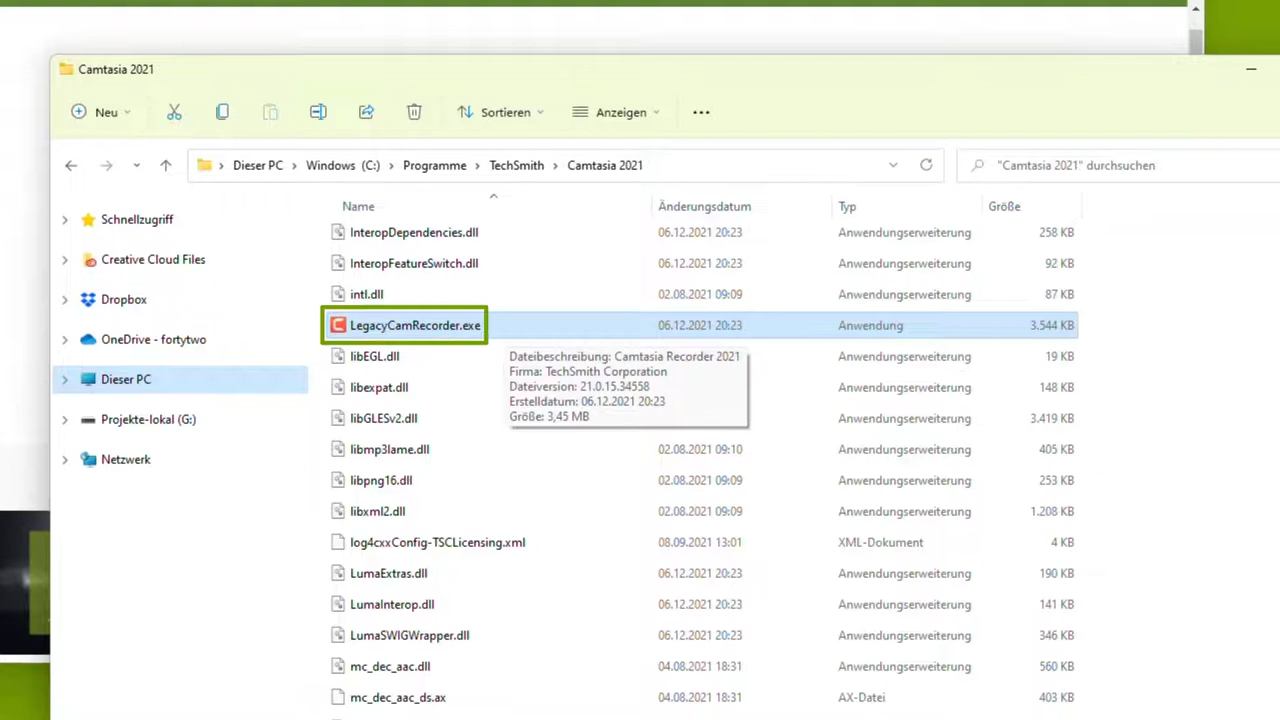 Camtasia 2021
Neu
Sortieren
Anzeigen
Dieser PC > Windows (C:) > Programme > TechSmith > Camtasia 2021
"Camtasia 2021" durchsuchen
Name Änderungsdatum Typ Größe
Schnellzugriff
Creative Cloud Files
Dropbox
OneDrive - fortytwo
Dieser PC
Projekte-lokal (G:)
Netzwerk
InteropDependencies.dll 06.12.2021 20:23 Anwendungserweiterung 258 KB
InteropFeatureSwitch.dll 06.12.2021 20:23 Anwendungserweiterung 92 KB
intl.dll 02.08.2021 09:09 Anwendungserweiterung 87 KB
LegacyCamRecorder.exe 06.12.2021 20:23 Anwendung 3.544 KB
libEGL.dll Anwendungserweiterung 19 KB
libexpat.dll Anwendungserweiterung 148 KB
libGLESv2.dll Anwendungserweiterung 3.419 KB
Dateibeschreibung: Camtasia Recorder 2021
Firma: TechSmith Corporation
Dateiversion: 21.0.15.34558
Erstelldatum: 06.12.2021 20:23
Größe: 3,45 MB
libmp3lame.dll 02.08.2021 09:10 Anwendungserweiterung 405 KB
libpng16.dll 02.08.2021 09:09 Anwendungserweiterung 253 KB
libxml2.dll 02.08.2021 09:09 Anwendungserweiterung 1.208 KB
log4cxxConfig-TSCLicensing.xml 08.09.2021 13:01 XML-Dokument 4 KB
LumaExtras.dll 06.12.2021 20:23 Anwendungserweiterung 190 KB
LumaInterop.dll 06.12.2021 20:23 Anwendungserweiterung 141 KB
LumaSWIGWrapper.dll 06.12.2021 20:23 Anwendungserweiterung 346 KB
mc_dec_aac.dll 04.08.2021 18:31 Anwendungserweiterung 560 KB
mc_dec_aac_ds.ax 04.08.2021 18:31 AX-Datei 403 KB